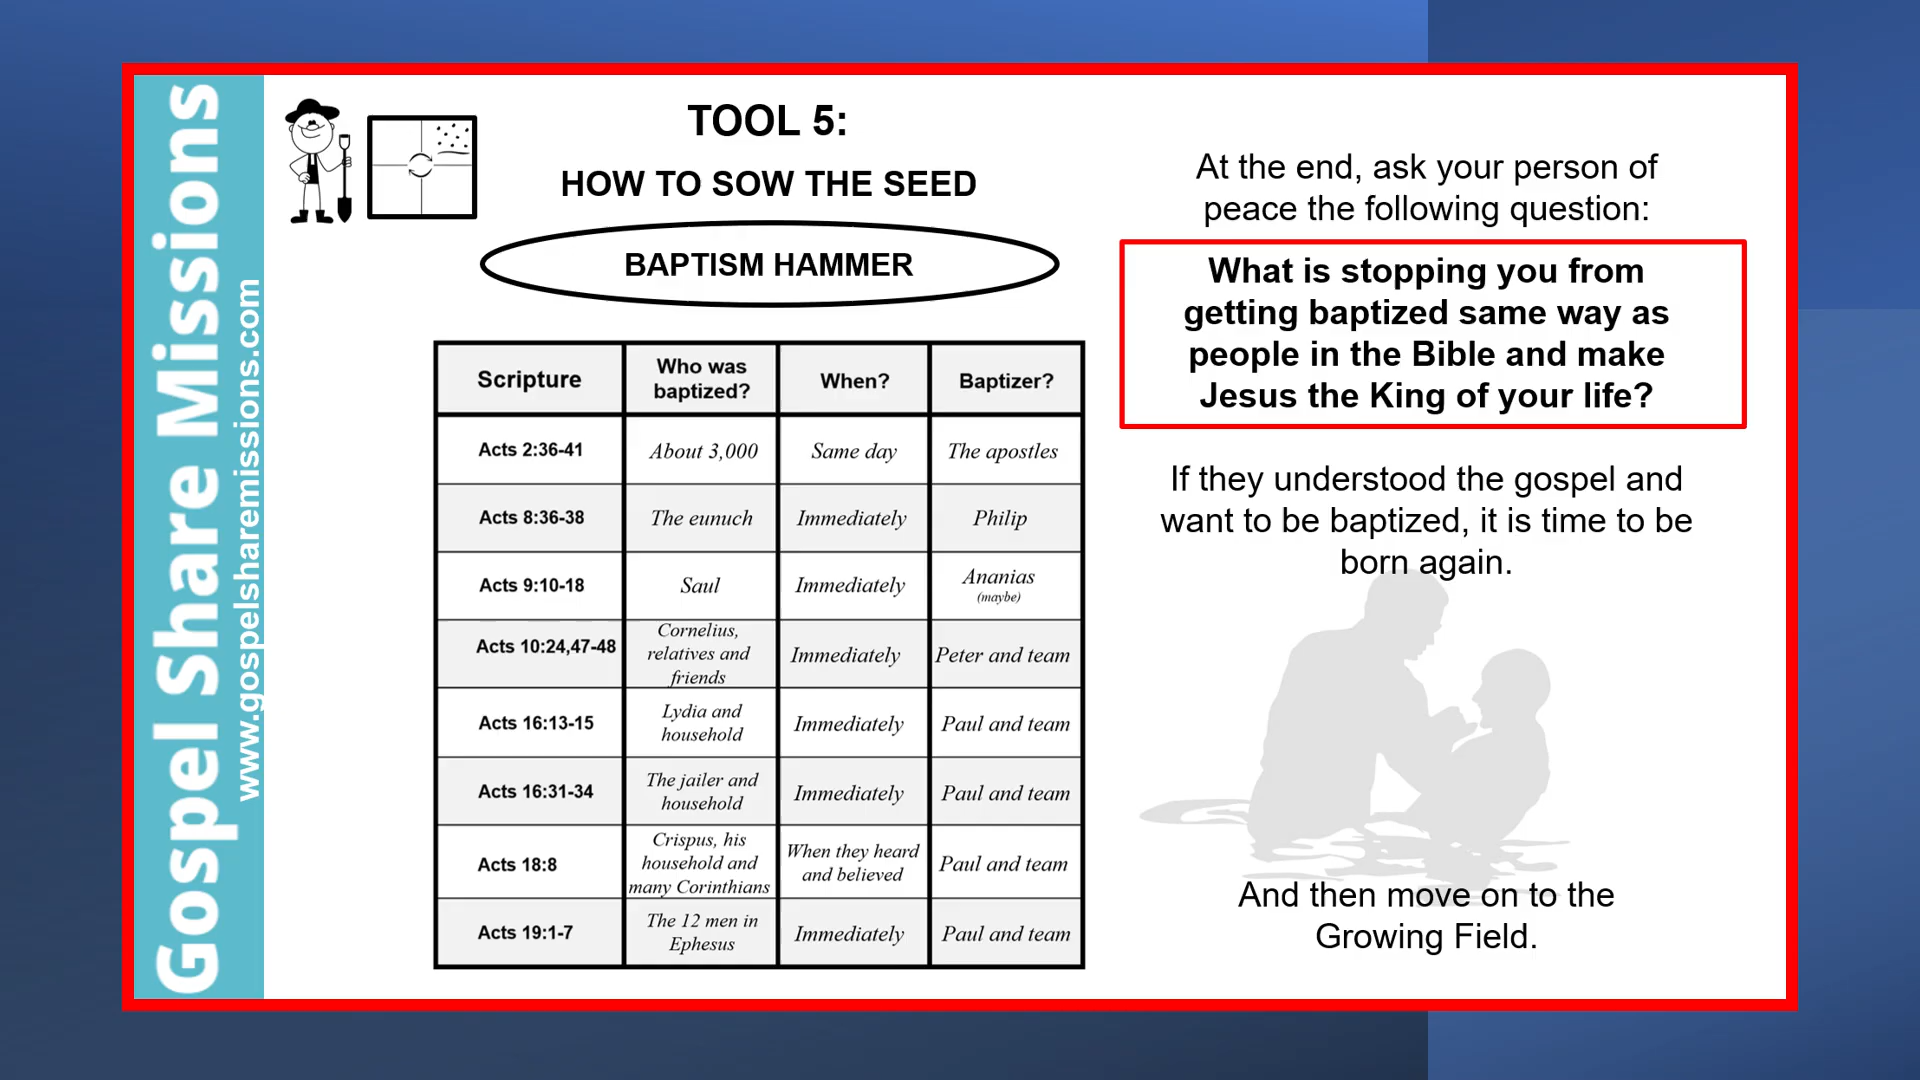 Gospel Share Missions
www.gospelsharemissions.com
TOOL 5:
HOW TO SOW THE SEED
BAPTISM HAMMER
Scripture
Who was
baptized?
When?
Baptizer?
Acts 2:36-41
About 3,000
Same day
The apostles
Acts 8:36-38
The eunuch
Immediately
Philip
Acts 9:10-18
Saul
Immediately
Ananias
(maybe)
Acts 10:24,47-48
Cornelius,
relatives and
friends
Immediately
Peter and team
Acts 16:13-15
Lydia and
household
Immediately
Paul and team
Acts 16:31-34
The jailer and
household
Immediately
Paul and team
Acts 18:8
Crispus, his
household and
many Corinthians
When they heard
and believed
Paul and team
Acts 19:1-7
The 12 men in
Ephesus
Immediately
Paul and team
At the end, ask your person of
peace the following question:
What is stopping you from
getting baptized same way as
people in the Bible and make
Jesus the King of your life?
If they understood the gospel and
want to be baptized, it is time to be
born again.
And then move on to the
Growing Field.